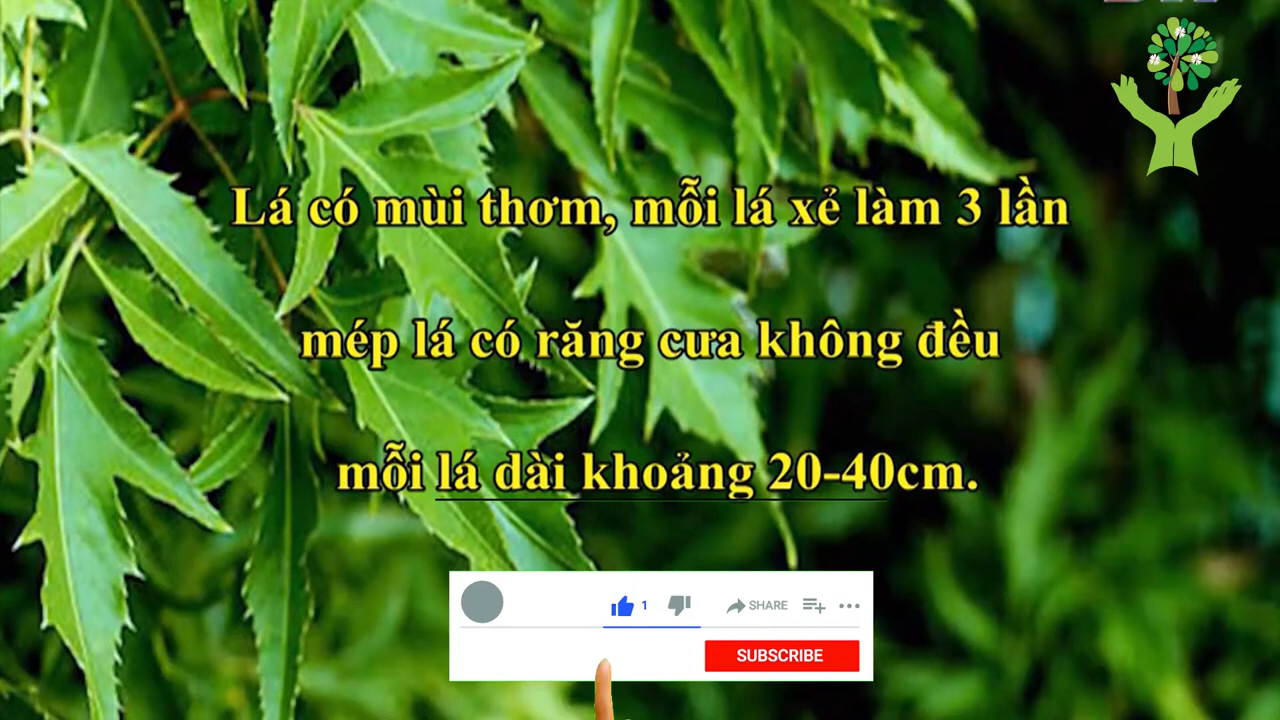 Lá có mùi thơm, mỗi lá xẻ làm 3 lần
mép lá có răng cưa không đều
mỗi lá dài khoảng 20-40cm.
1
SHARE
SUBSCRIBE